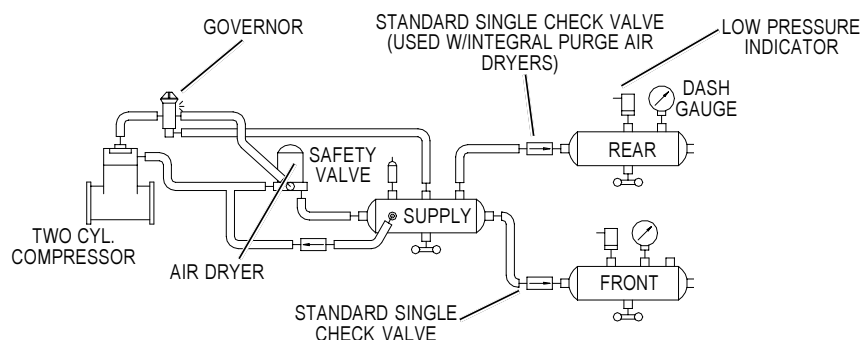 GOVERNOR
STANDARD SINGLE CHECK VALVE
(USED W/INTEGRAL PURGE AIR
DRYERS)
LOW PRESSURE
INDICATOR
DASH
GAUGE
REAR
SAFETY
VALVE
SUPPLY
TWO CYL.
COMPRESSOR
AIR DRYER
FRONT
STANDARD SINGLE
CHECK VALVE